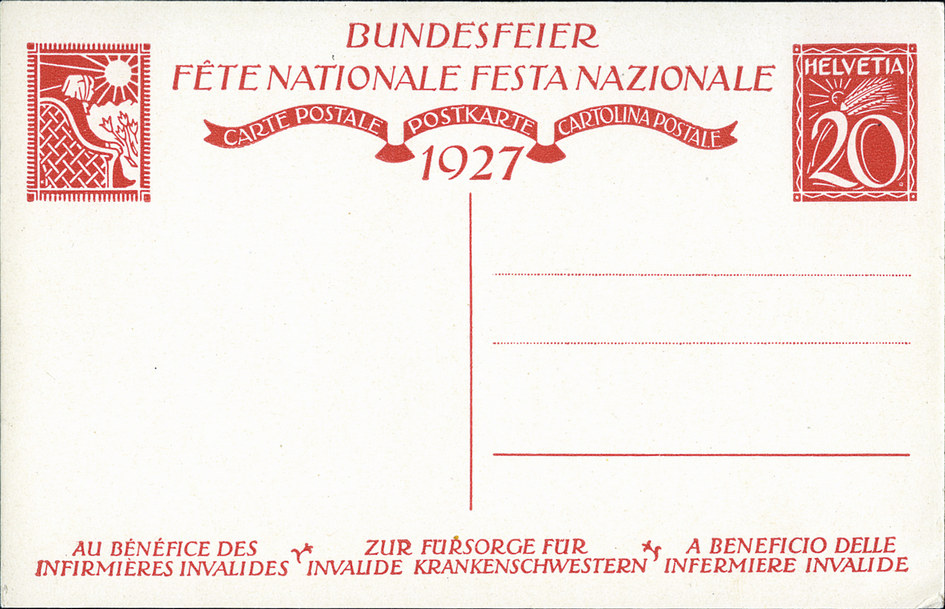 BUNDESFEIER
FÊTE NATIONALE FESTA NAZIONALE
CARTE POSTALE POSTKARTE CARTOLINA POSTALE
1927
HELVETIA
20
AU BÉNÉFICE DES
INFIRMIÈRES INVALIDES
ZUR FÜRSORGE FÜR
INVALIDE KRANKENSCHWESTERN
A BENEFICIO DELLE
INFERMIERE INVALIDE